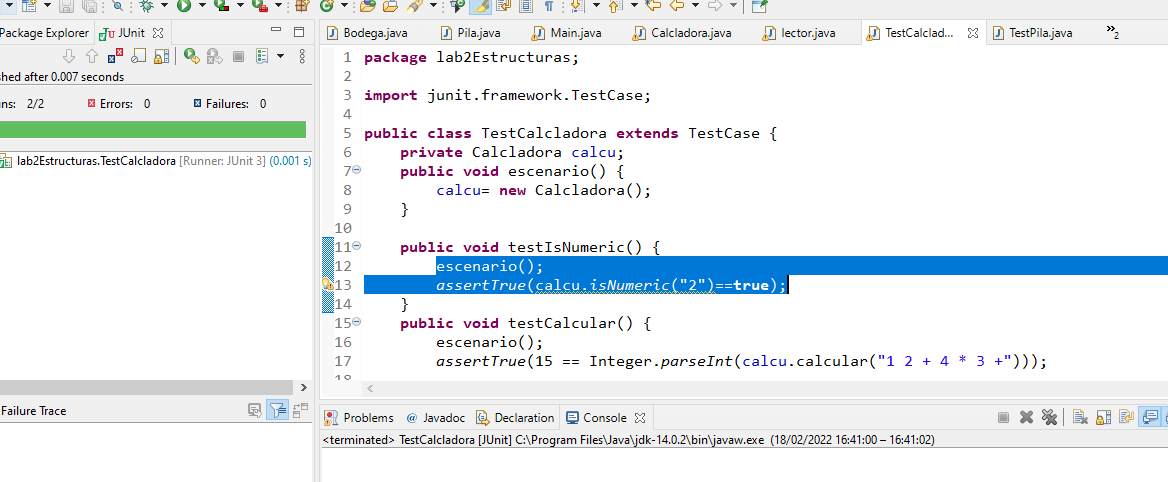 Package Explorer
JUnit
shed after 0.007 seconds
ns: 2/2
Errors: 0
Failures: 0
lab2Estructuras.TestCalcladora [Runner: JUnit 3] (0.001 s)
Failure Trace
Bodega.java
Pila.java
Main.java
Calcladora.java
lector.java
TestCalclad...
TestPila.java
»2
1 package lab2Estructuras;
2
3 import junit.framework.TestCase;
4
5 public class TestCalcladora extends TestCase {
6 private Calcladora calcu;
7 public void escenario() {
8 calcu= new Calcladora();
9 }
10
11 public void testIsNumeric() {
12 escenario();
13 assertTrue(calcu.isNumeric("2")==true);
14 }
15 public void testCalcular() {
16 escenario();
17 assertTrue(15 == Integer.parseInt(calcu.calcular("1 2 + 4 * 3 +")));
18
Problems
@ Javadoc
Declaration
Console
<terminated> TestCalcladora [JUnit] C:\Program Files\Java\jdk-14.0.2\bin\javaw.exe (18/02/2022 16:41:00 – 16:41:02)